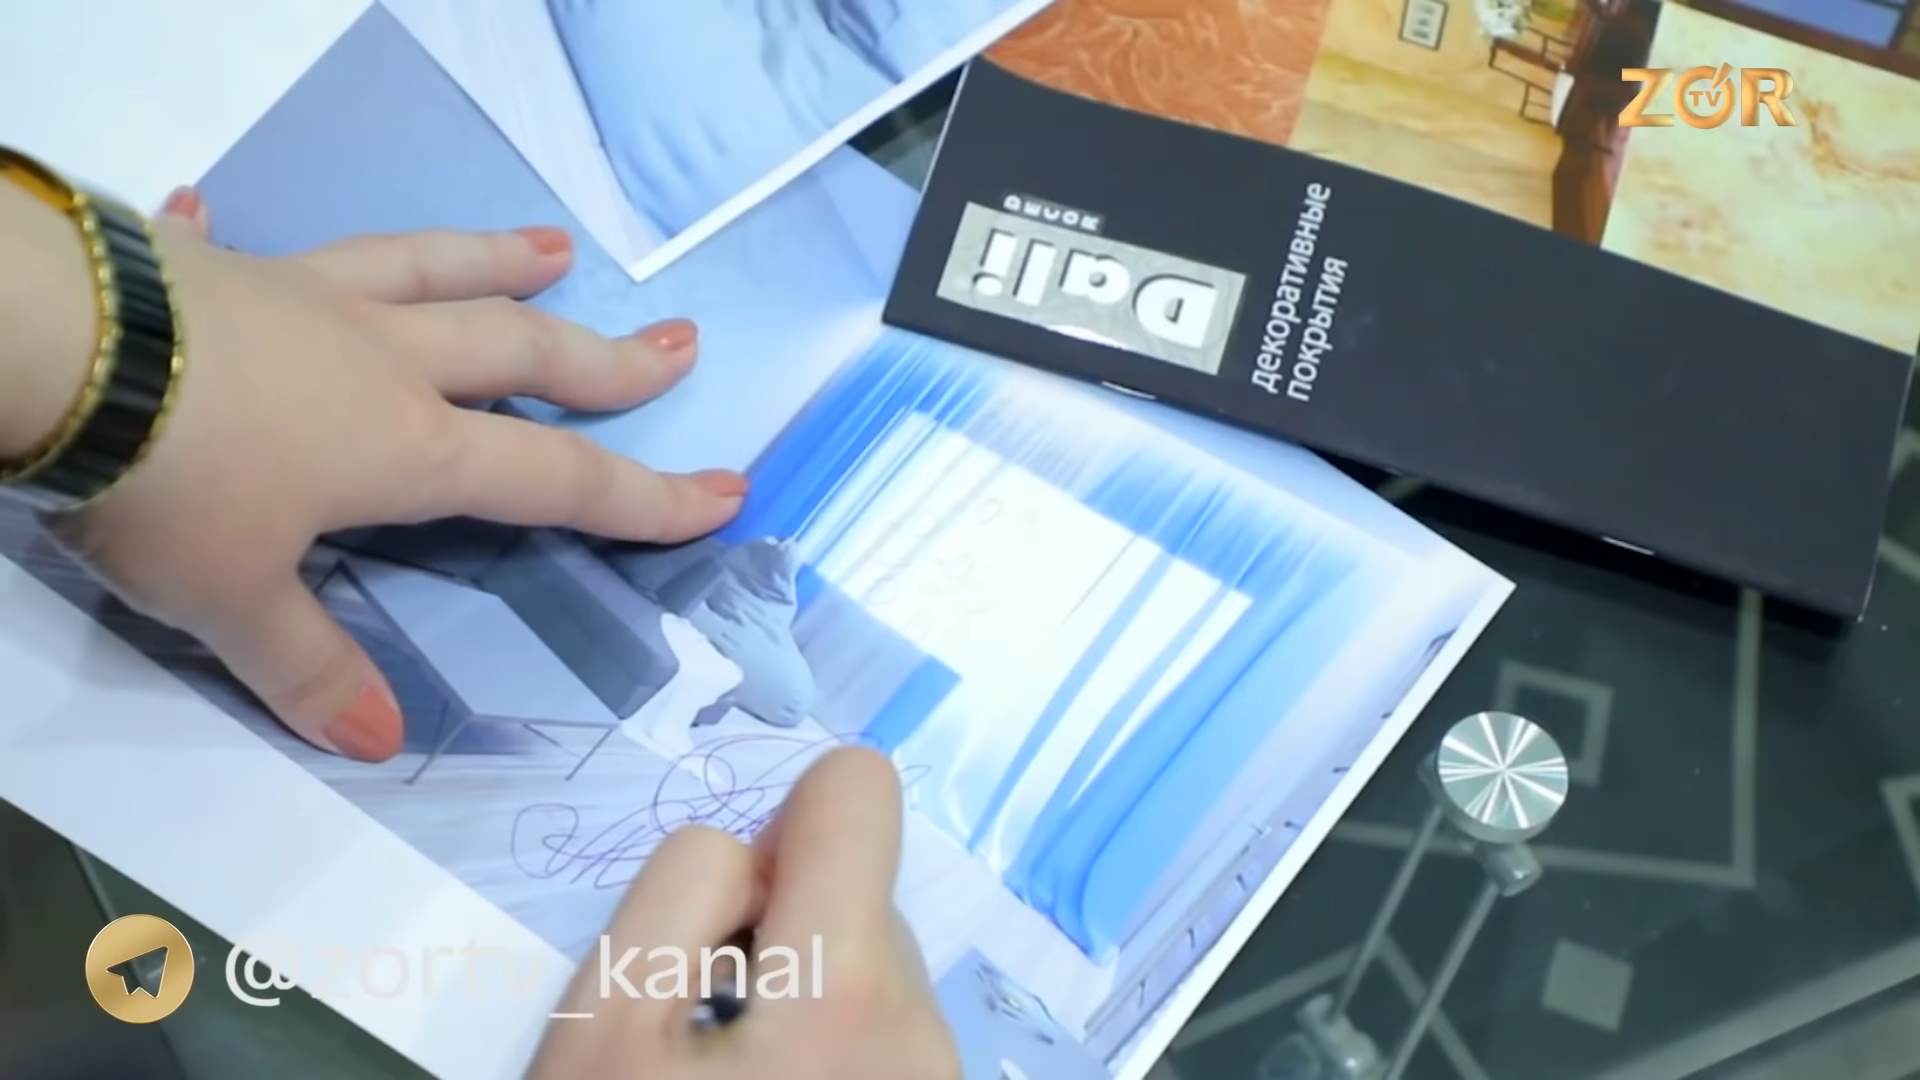 ZOR
TV
DECOR
Dali
Декоративные
покрытия
@zortv_kanal